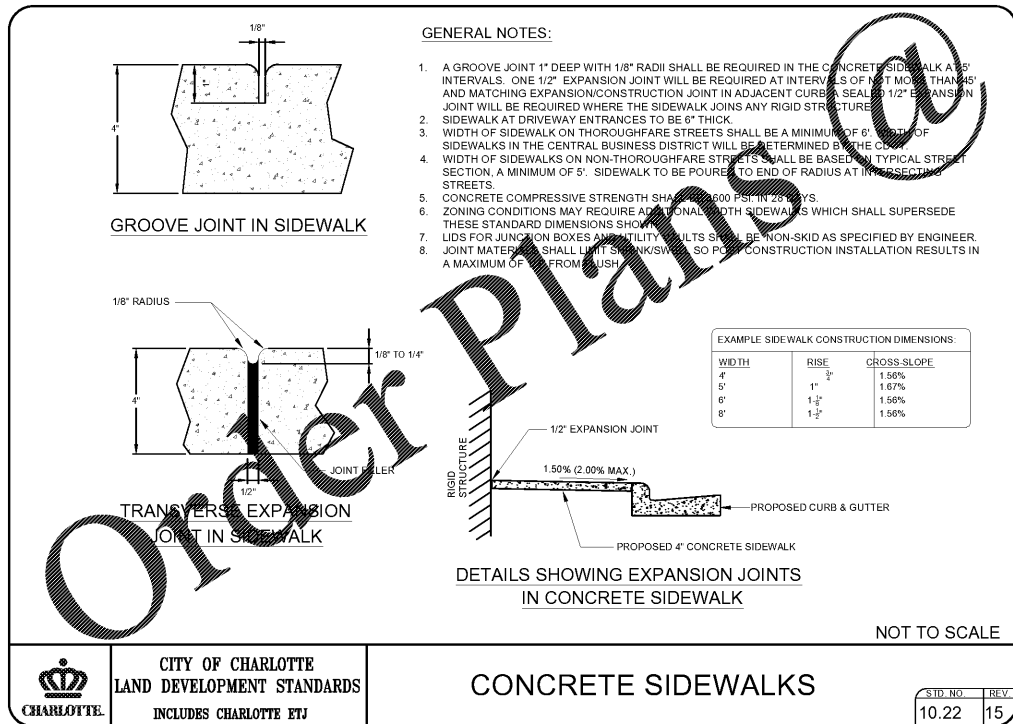 1/8"
1"
4"
GROOVE JOINT IN SIDEWALK
GENERAL NOTES:
1. A GROOVE JOINT 1" DEEP WITH 1/8" RADII SHALL BE REQUIRED IN THE CONCRETE SIDEWALK AT 5'
INTERVALS. ONE 1/2" EXPANSION JOINT WILL BE REQUIRED AT INTERVALS OF NOT MORE THAN 45'
AND MATCHING EXPANSION/CONSTRUCTION JOINT IN ADJACENT CURB. A SEALED 1/2" EXPANSION
JOINT WILL BE REQUIRED WHERE THE SIDEWALK JOINS ANY RIGID STRUCTURE.
2. SIDEWALK AT DRIVEWAY ENTRANCES TO BE 6" THICK.
3. WIDTH OF SIDEWALK ON THOROUGHFARE STREETS SHALL BE A MINIMUM OF 6'. WIDTH OF
SIDEWALKS IN THE CENTRAL BUSINESS DISTRICT WILL BE DETERMINED BY THE
4. WIDTH OF SIDEWALKS ON NON-THOROUGHFARE STREETS SHALL BE BASED ON TYPICAL STREET
SECTION, A MINIMUM OF 5'. SIDEWALK TO BE POURED TO END OF RADIUS AT INTERSECTING
STREETS.
5. CONCRETE COMPRESSIVE STRENGTH SHALL BE 3600 PSI. IN 28 DAYS.
6. ZONING CONDITIONS MAY REQUIRE ADDITIONAL WIDTH SIDEWALKS WHICH SHALL SUPERSEDE
THESE STANDARD DIMENSIONS SHOWN.
7. LIDS FOR JUNCTION BOXES AND UTILITY VAULTS SHALL BE NON-SKID AS SPECIFIED BY ENGINEER.
8. JOINT MATERIALS SHALL LIMIT SHRINK/SWELL SO POST CONSTRUCTION INSTALLATION RESULTS IN
A MAXIMUM OF FROM FLUSH.
1/8" RADIUS
1/8" TO 1/4"
4"
JOINT FILLER
1/2"
TRANSVERSE EXPANSION
JOINT IN SIDEWALK
EXAMPLE SIDEWALK CONSTRUCTION DIMENSIONS:
WIDTH RISE CROSS-SLOPE
4' 3/4" 1.56%
5' 1" 1.67%
6' 1-1/8" 1.56%
8' 1-1/2" 1.56%
RIGID
STRUCTURE
1/2" EXPANSION JOINT
1.50% (2.00% MAX.)
PROPOSED CURB & GUTTER
PROPOSED 4" CONCRETE SIDEWALK
DETAILS SHOWING EXPANSION JOINTS
IN CONCRETE SIDEWALK
Order Plans @
NOT TO SCALE
CHARLOTTE.
CITY OF CHARLOTTE
LAND DEVELOPMENT STANDARDS
INCLUDES CHARLOTTE ETJ
CONCRETE SIDEWALKS
STD. NO. REV.
10.22 15